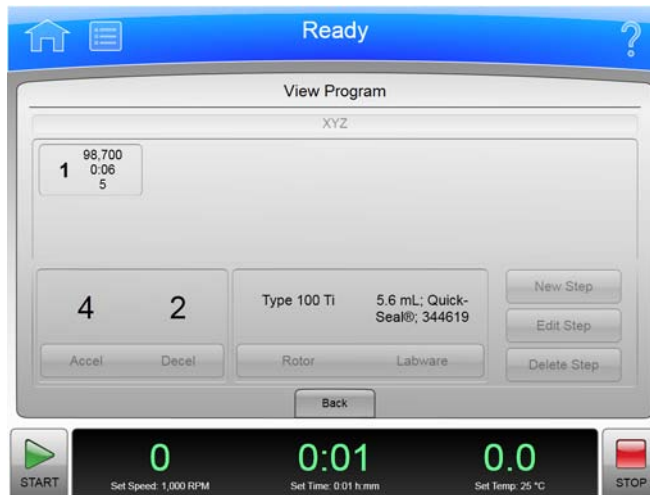 Ready
?
View Program
XYZ
1
98,700
0:06
5
4
2
Accel
Decel
Type 100 Ti
5.6 mL; Quick-
Seal®; 344619
Rotor
Labware
New Step
Edit Step
Delete Step
Back
START
0
Set Speed: 1,000 RPM
0:01
Set Time: 0:01 h:mm
0.0
Set Temp: 25 °C
STOP